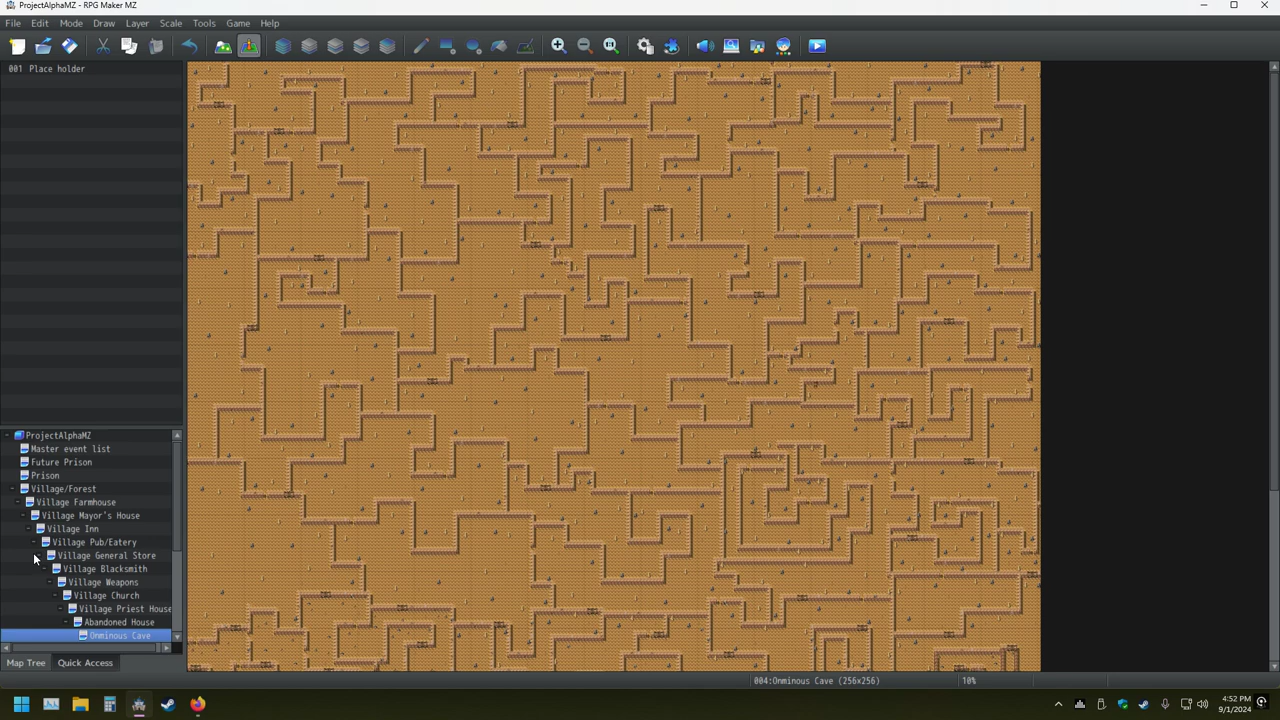 ProjectAlphaMZ - RPG Maker MZ
File Edit Mode Draw Layer Scale Tools Game Help
001 Place holder
ProjectAlphaMZ
Master event list
Future Prison
Prison
Village/Forest
Village Farmhouse
Village Mayor's House
Village Inn
Village Pub/Eatery
Village General Store
Village Blacksmith
Village Weapons
Village Church
Village Priest House
Abandoned House
Onminous Cave
Map Tree Quick Access
004:Onminous Cave (256x256) 10%
4:52 PM
9/1/2024